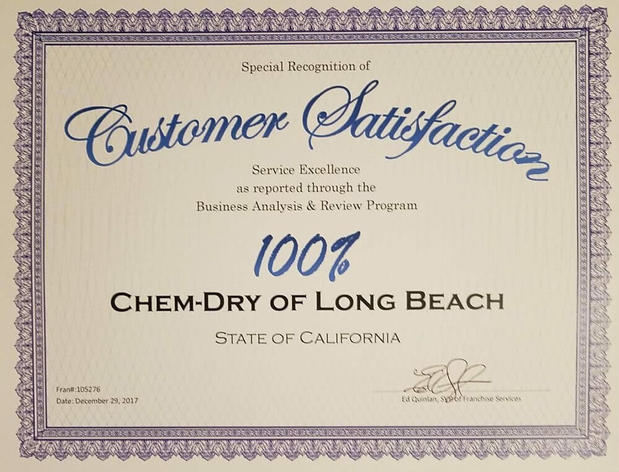 Special Recognition of
Customer Satisfaction
Service Excellence
as reported through the
Business Analysis & Review Program
100%
CHEM-DRY OF LONG BEACH
STATE OF CALIFORNIA
Fran#:105276
Date: December 29, 2017
Ed Quinlan, SVP of Franchise Services